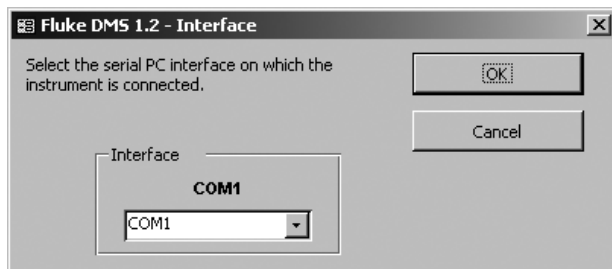 Fluke DMS 1.2 - Interface
Select the serial PC interface on which the
instrument is connected.
OK
Cancel
Interface
COM1
COM1